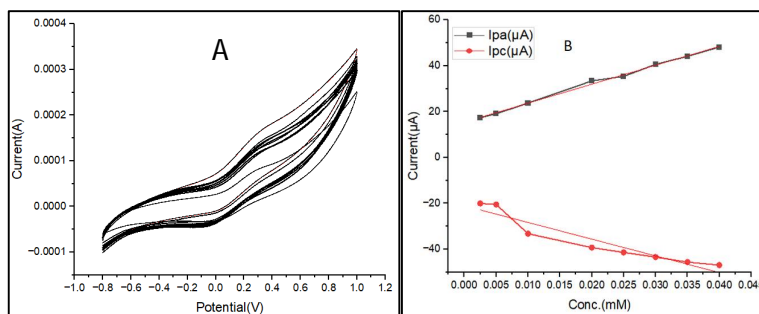 A
Current(A)
0.0004
0.0003
0.0002
0.0001
0.0000
−0.0001
−1.0 −0.8 −0.6 −0.4 −0.2 0.0 0.2 0.4 0.6 0.8 1.0 1.2
Potential(V)
B
Ipa(µA)
Ipc(µA)
Current(µA)
60
40
20
0
−20
−40
0.000 0.005 0.010 0.015 0.020 0.025 0.030 0.035 0.040 0.04
Conc.(mM)